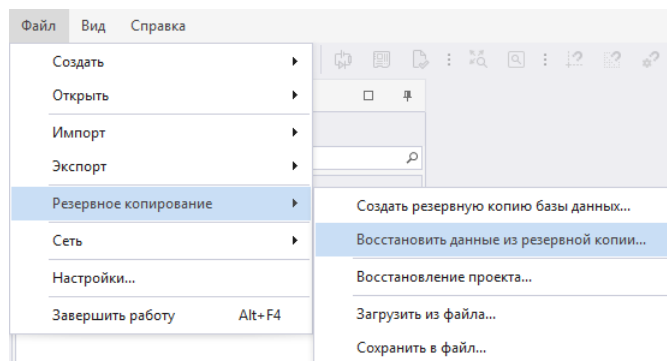 Файл Вид Справка
Создать
Открыть
Импорт
Экспорт
Резервное копирование
Создать резервную копию базы данных...
Сеть
Восстановить данные из резервной копии...
Настройки...
Восстановление проекта...
Завершить работу Alt+F4
Загрузить из файла...
Сохранить в файл...